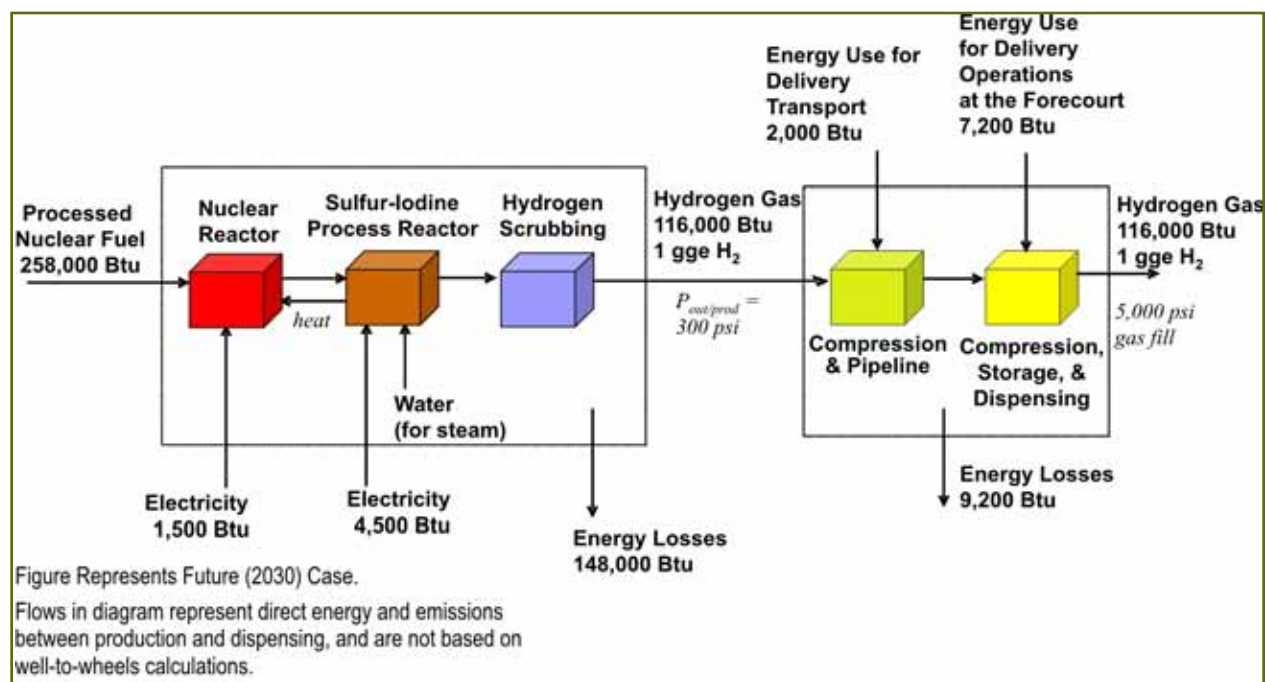 Energy Use for
Delivery
Transport
2,000 Btu
Energy Use
for Delivery
Operations
at the Forecourt
7,200 Btu
Processed
Nuclear Fuel
258,000 Btu
Nuclear
Reactor
Sulfur-Iodine
Process Reactor
Hydrogen
Scrubbing
Hydrogen Gas
116,000 Btu
1 gge H2
Hydrogen Gas
116,000 Btu
1 gge H2
heat
Pout/prod =
300 psi
5,000 psi
gas fill
Compression
& Pipeline
Compression,
Storage, &
Dispensing
Water
(for steam)
Electricity
1,500 Btu
Electricity
4,500 Btu
Energy Losses
148,000 Btu
Energy Losses
9,200 Btu
Figure Represents Future (2030) Case.
Flows in diagram represent direct energy and emissions
between production and dispensing, and are not based on
well-to-wheels calculations.